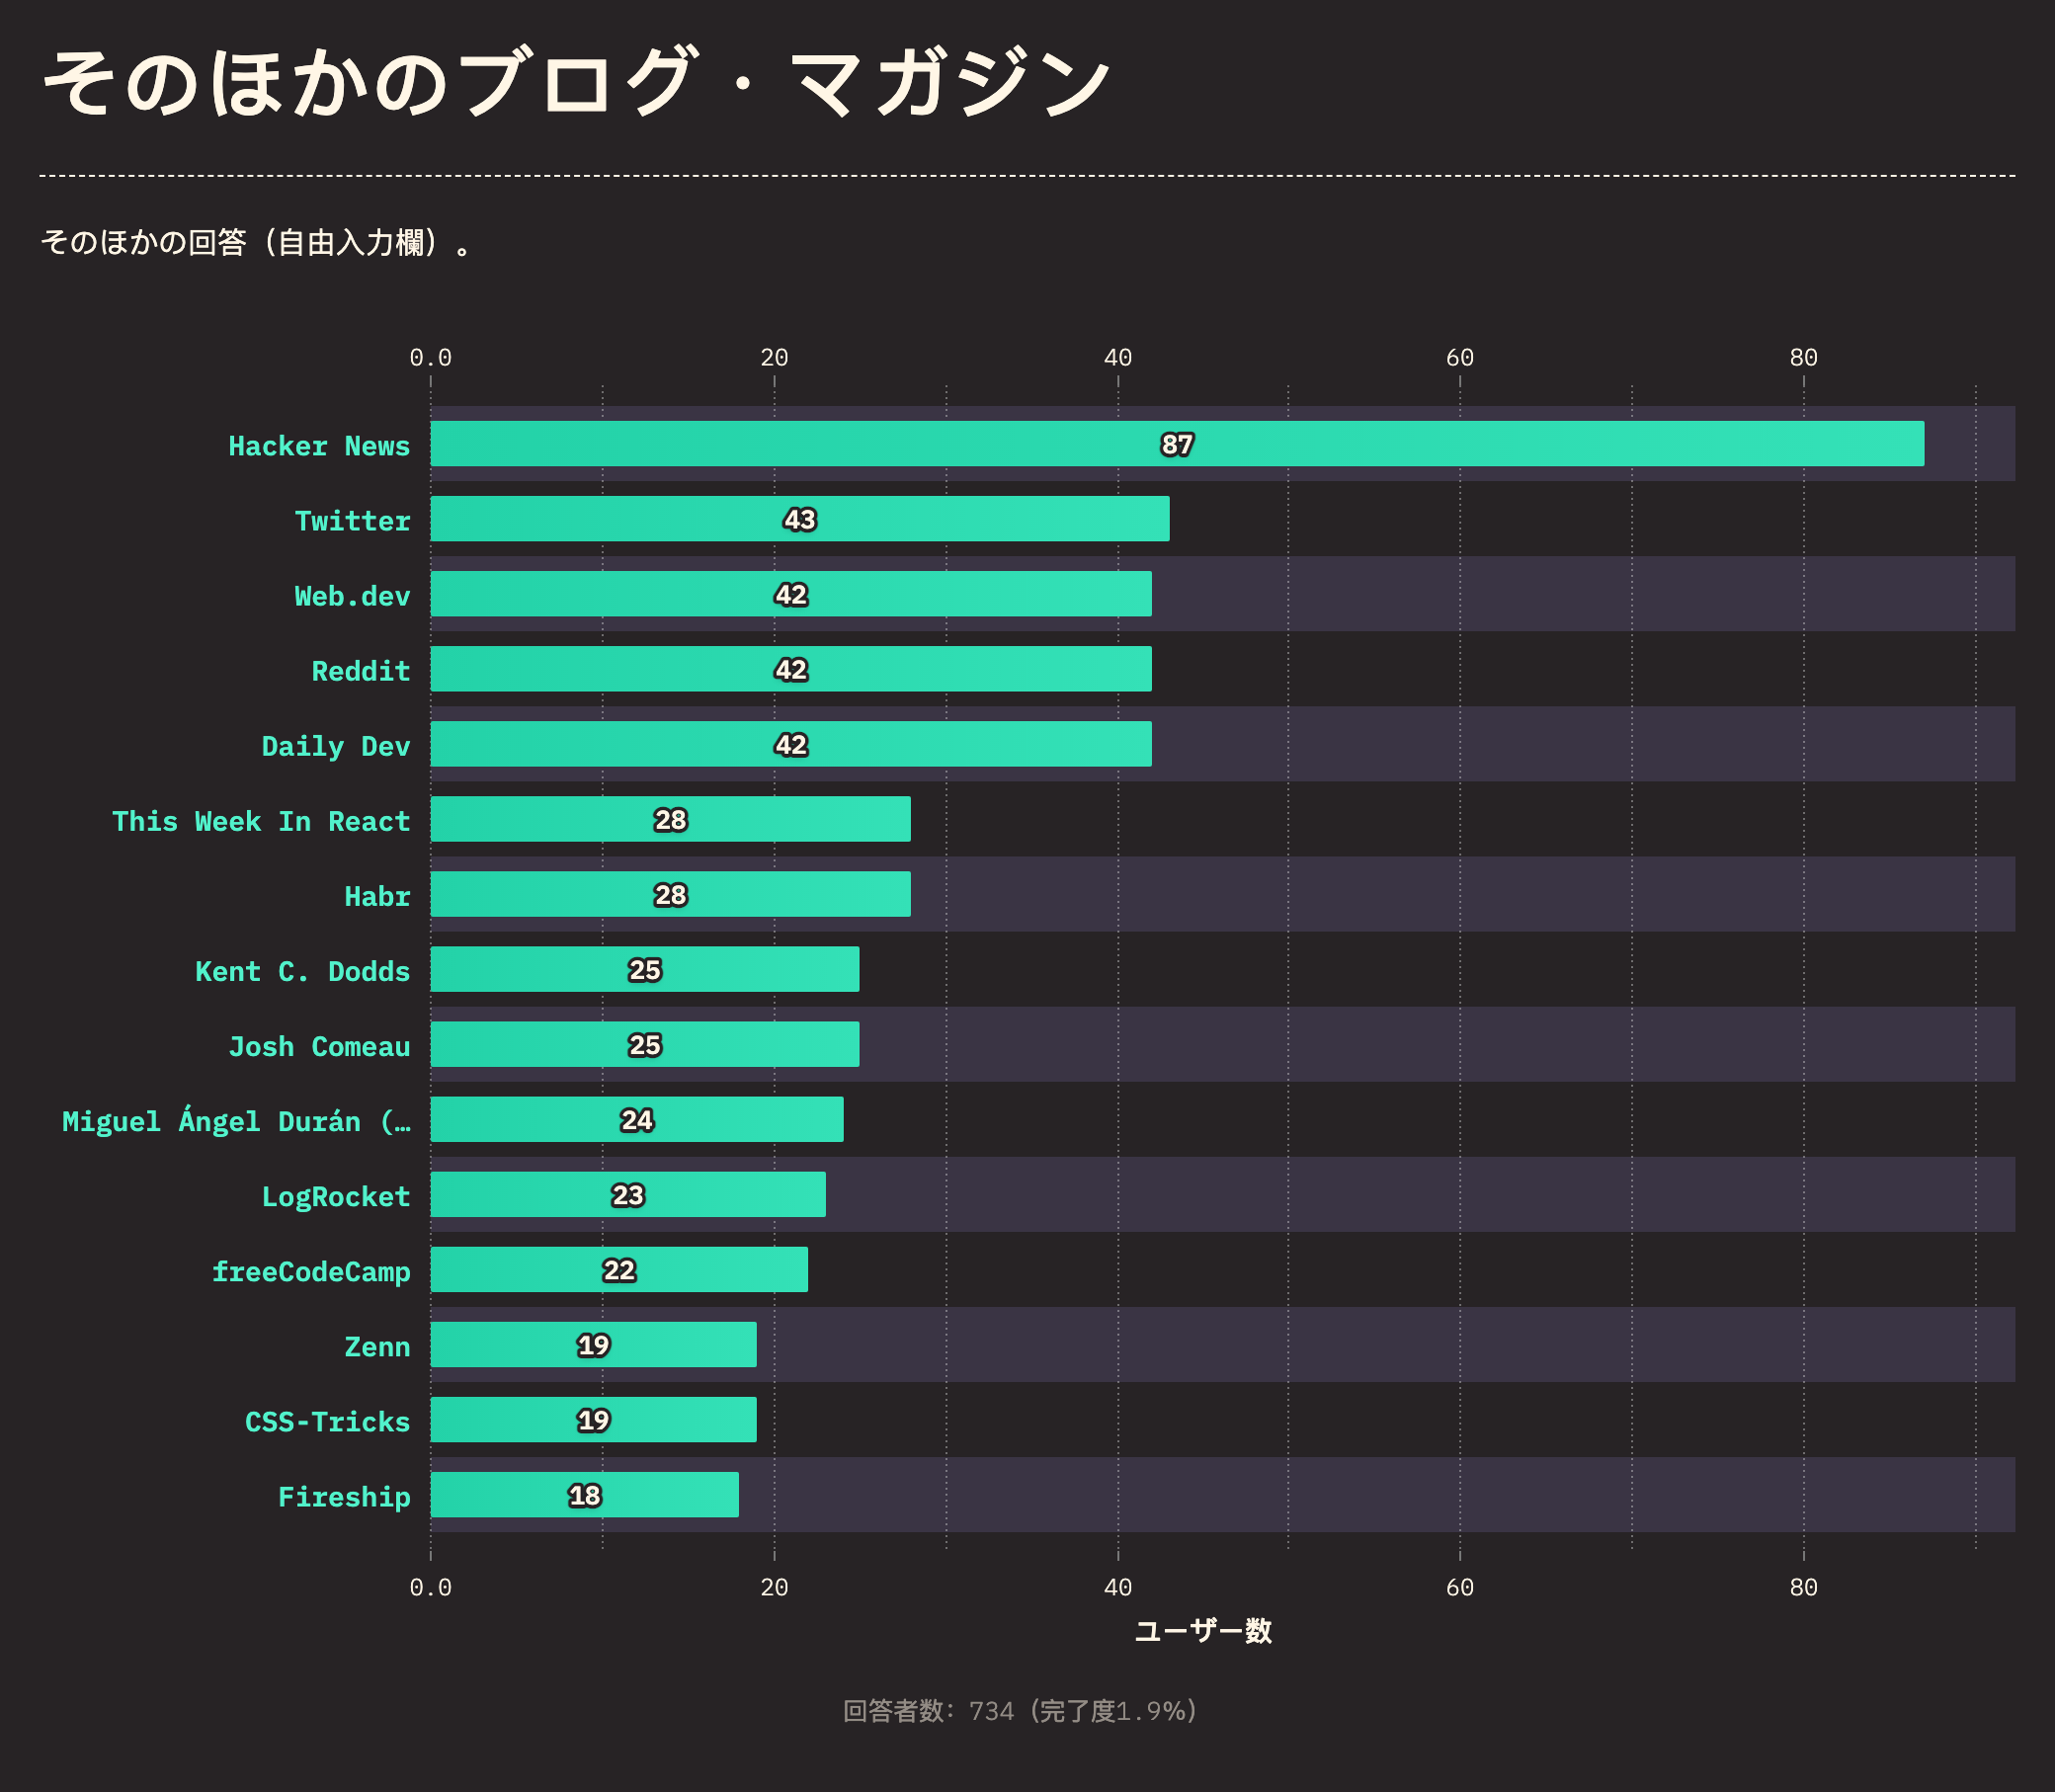 そのほかのブログ・マガジン
そのほかの回答（自由入力欄）。
0.0 20 40 60 80
Hacker News 87
Twitter 43
Web.dev 42
Reddit 42
Daily Dev 42
This Week In React 28
Habr 28
Kent C. Dodds 25
Josh Comeau 25
Miguel Ángel Durán (… 24
LogRocket 23
freeCodeCamp 22
Zenn 19
CSS-Tricks 19
Fireship 18
0.0 20 40 60 80
ユーザー数
回答者数: 734 (完了度1.9%)